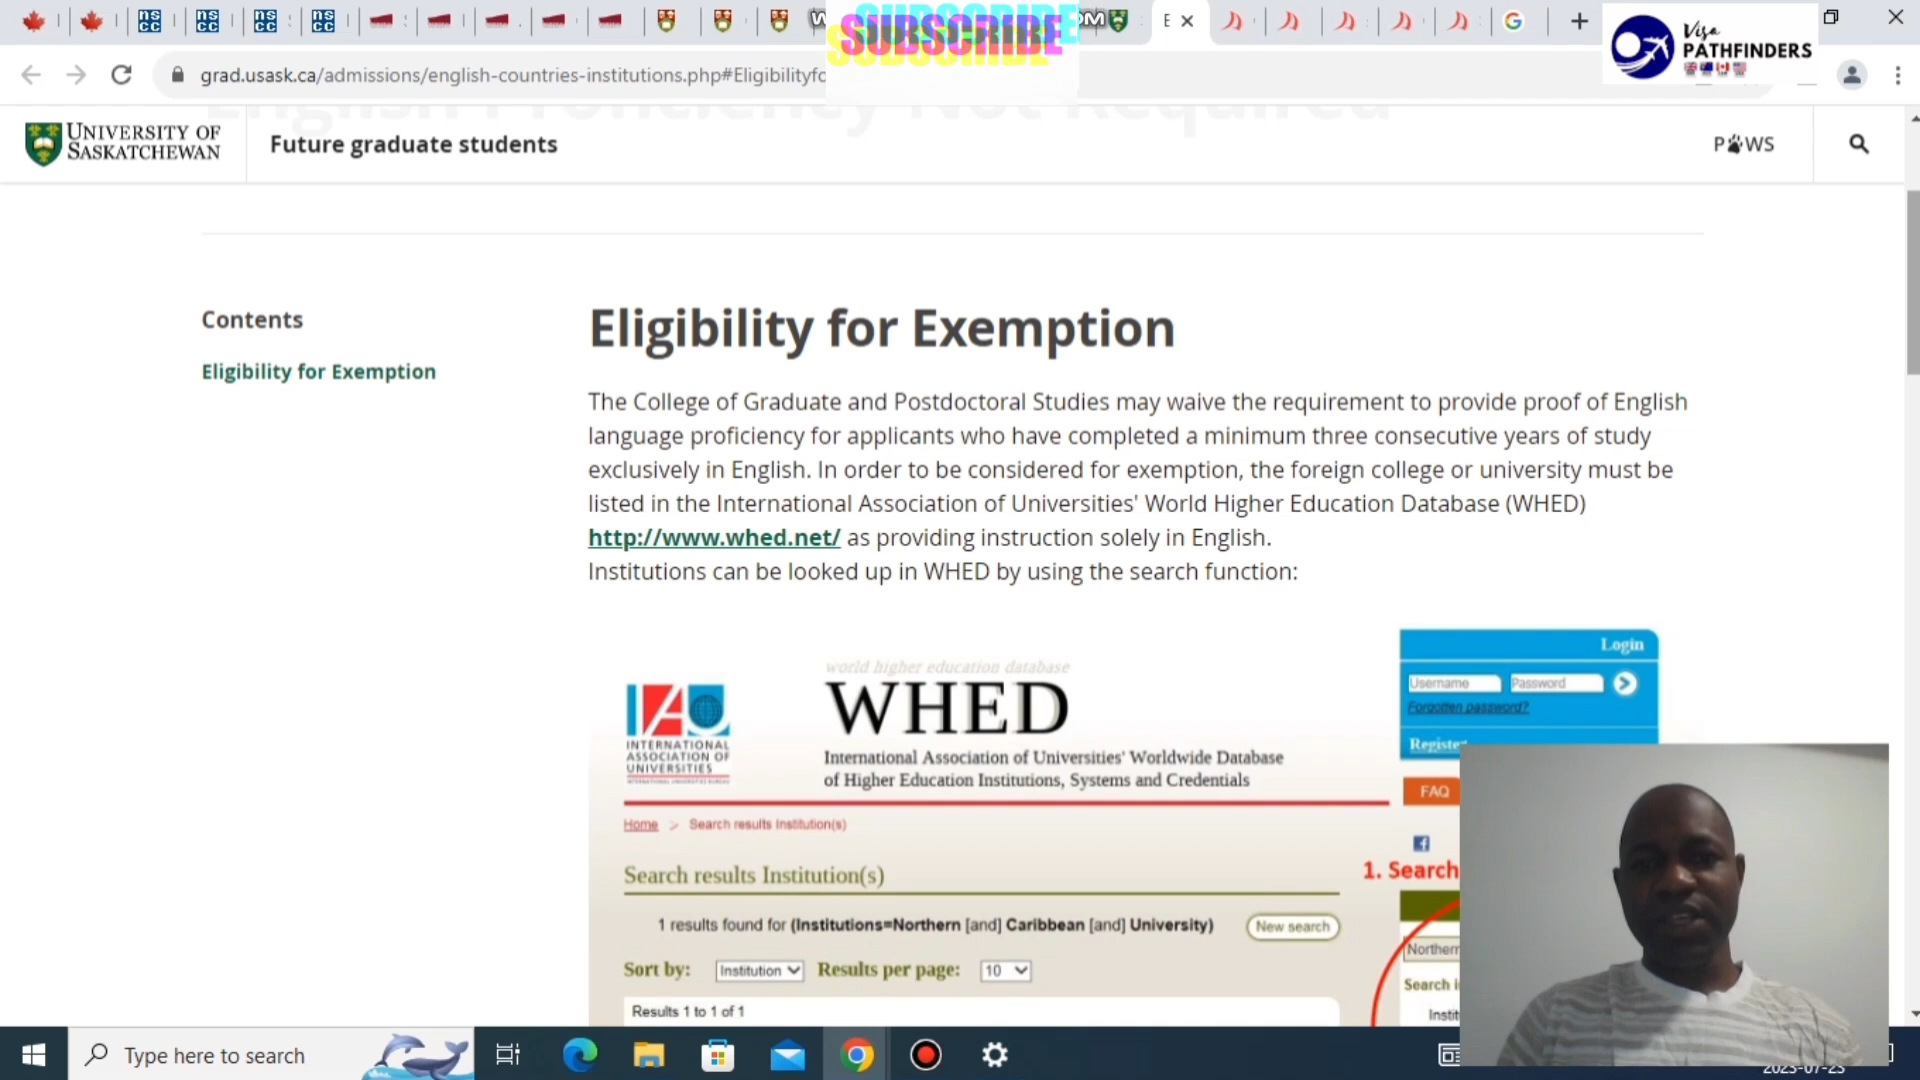 SUBSCRIBE
Visa
PATHFINDERS
grad.usask.ca/admissions/english-countries-institutions.php#Eligibilityfo
English Proficiency Not Required
UNIVERSITY OF
SASKATCHEWAN
Future graduate students
PAWS
Contents
Eligibility for Exemption
Eligibility for Exemption
The College of Graduate and Postdoctoral Studies may waive the requirement to provide proof of English
language proficiency for applicants who have completed a minimum three consecutive years of study
exclusively in English. In order to be considered for exemption, the foreign college or university must be
listed in the International Association of Universities' World Higher Education Database (WHED)
http://www.whed.net/ as providing instruction solely in English.
Institutions can be looked up in WHED by using the search function:
Login
Username Password
Forgotten password?
Register
FAQ
world higher education database
WHED
International Association of Universities' Worldwide Database
of Higher Education Institutions, Systems and Credentials
IAU
INTERNATIONAL
ASSOCIATION OF
UNIVERSITIES
Home > Search results Institution(s)
Search results Institution(s)
1. Search
1 results found for (Institutions=Northern [and] Caribbean [and] University)
New search
Northern
Sort by: Institution Results per page: 10
Search i
Results 1 to 1 of 1
Instit
Type here to search
2023-07-23